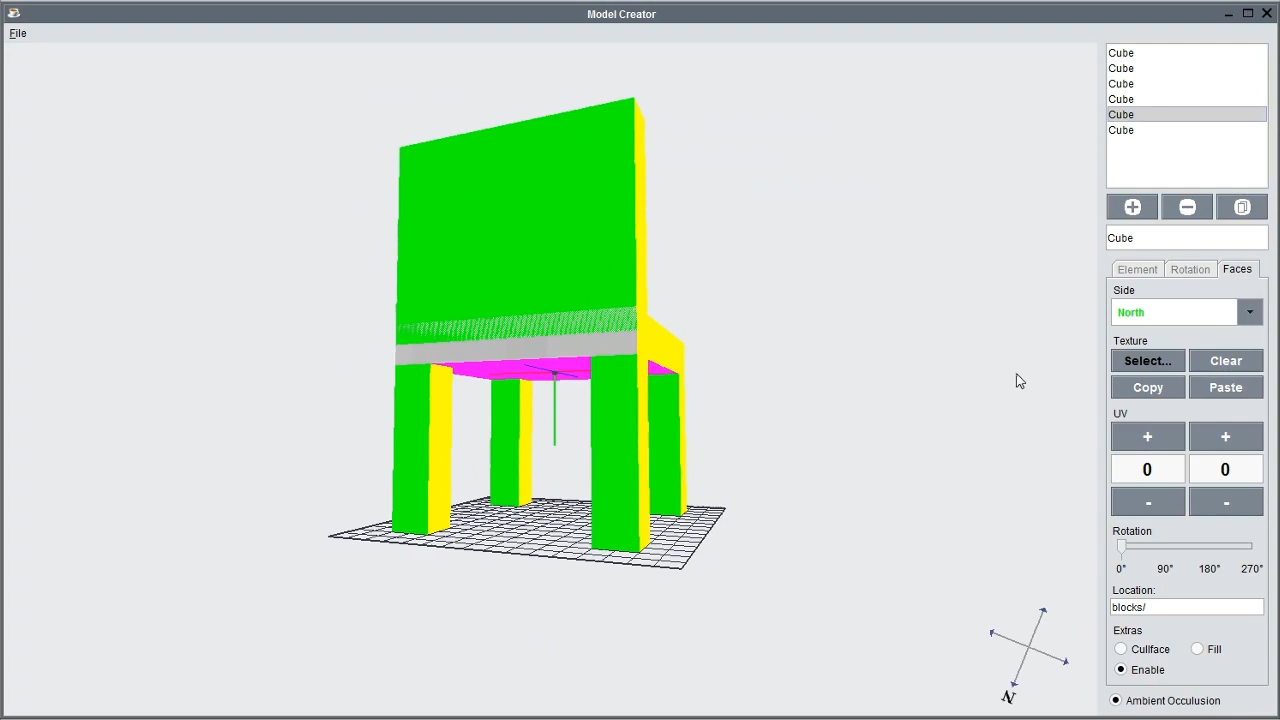 Model Creator
File
Cube
Cube
Cube
Cube
Cube
Cube
Cube
Element Rotation Faces
Side
North
Texture
Select... Clear
Copy Paste
UV
+ +
0 0
- -
Rotation
0° 90° 180° 270°
Location:
blocks/
Extras
Cullface Fill
Enable
Ambient Occulusion
N